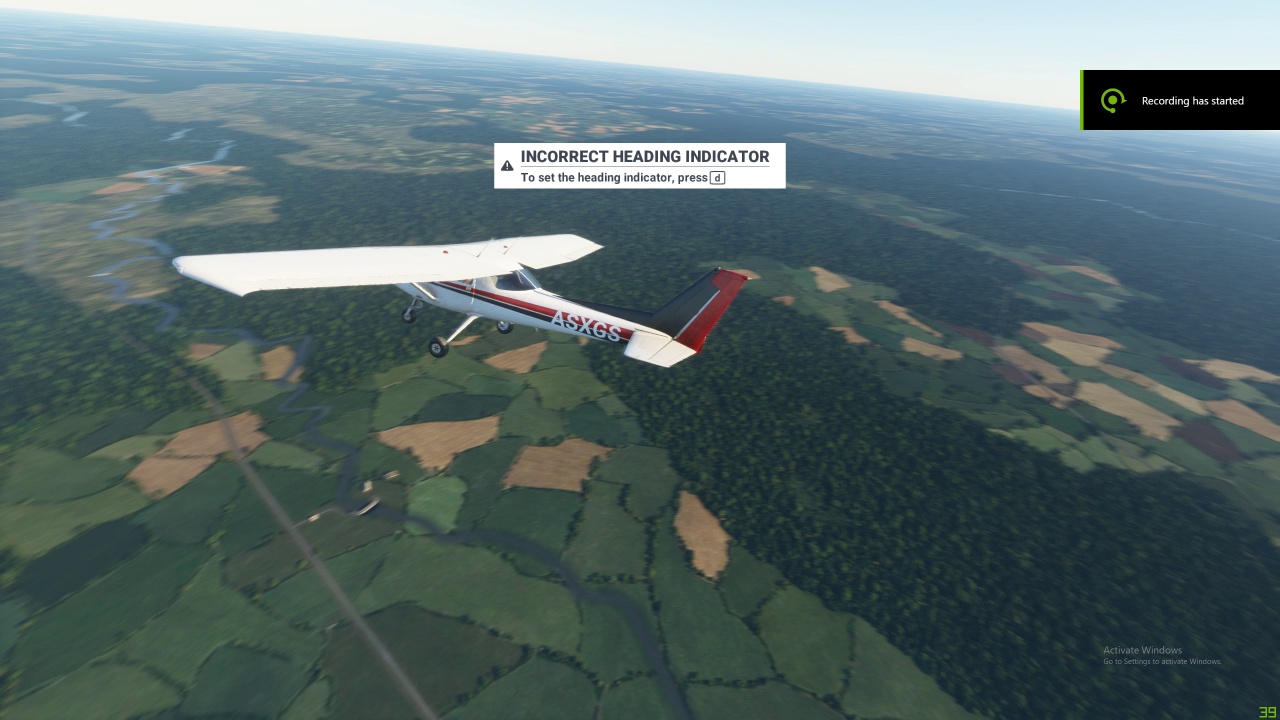 Recording has started
INCORRECT HEADING INDICATOR
To set the heading indicator, press d
ASXGS
Activate Windows
Go to Settings to activate Windows.
39